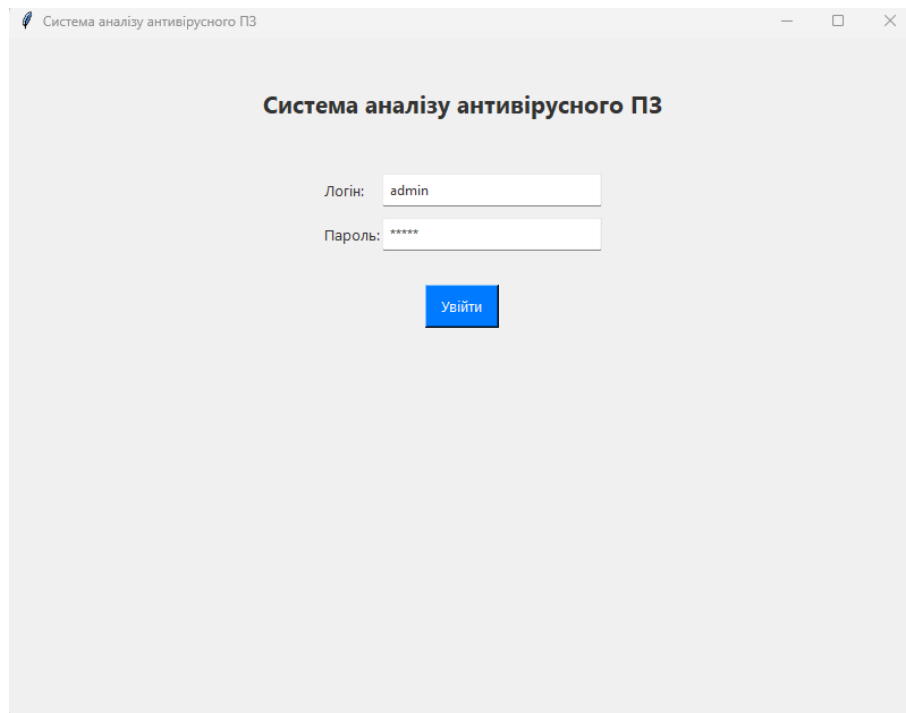 Система аналізу антивірусного ПЗ
Система аналізу антивірусного ПЗ
Логін: admin
Пароль: *****
Увійти